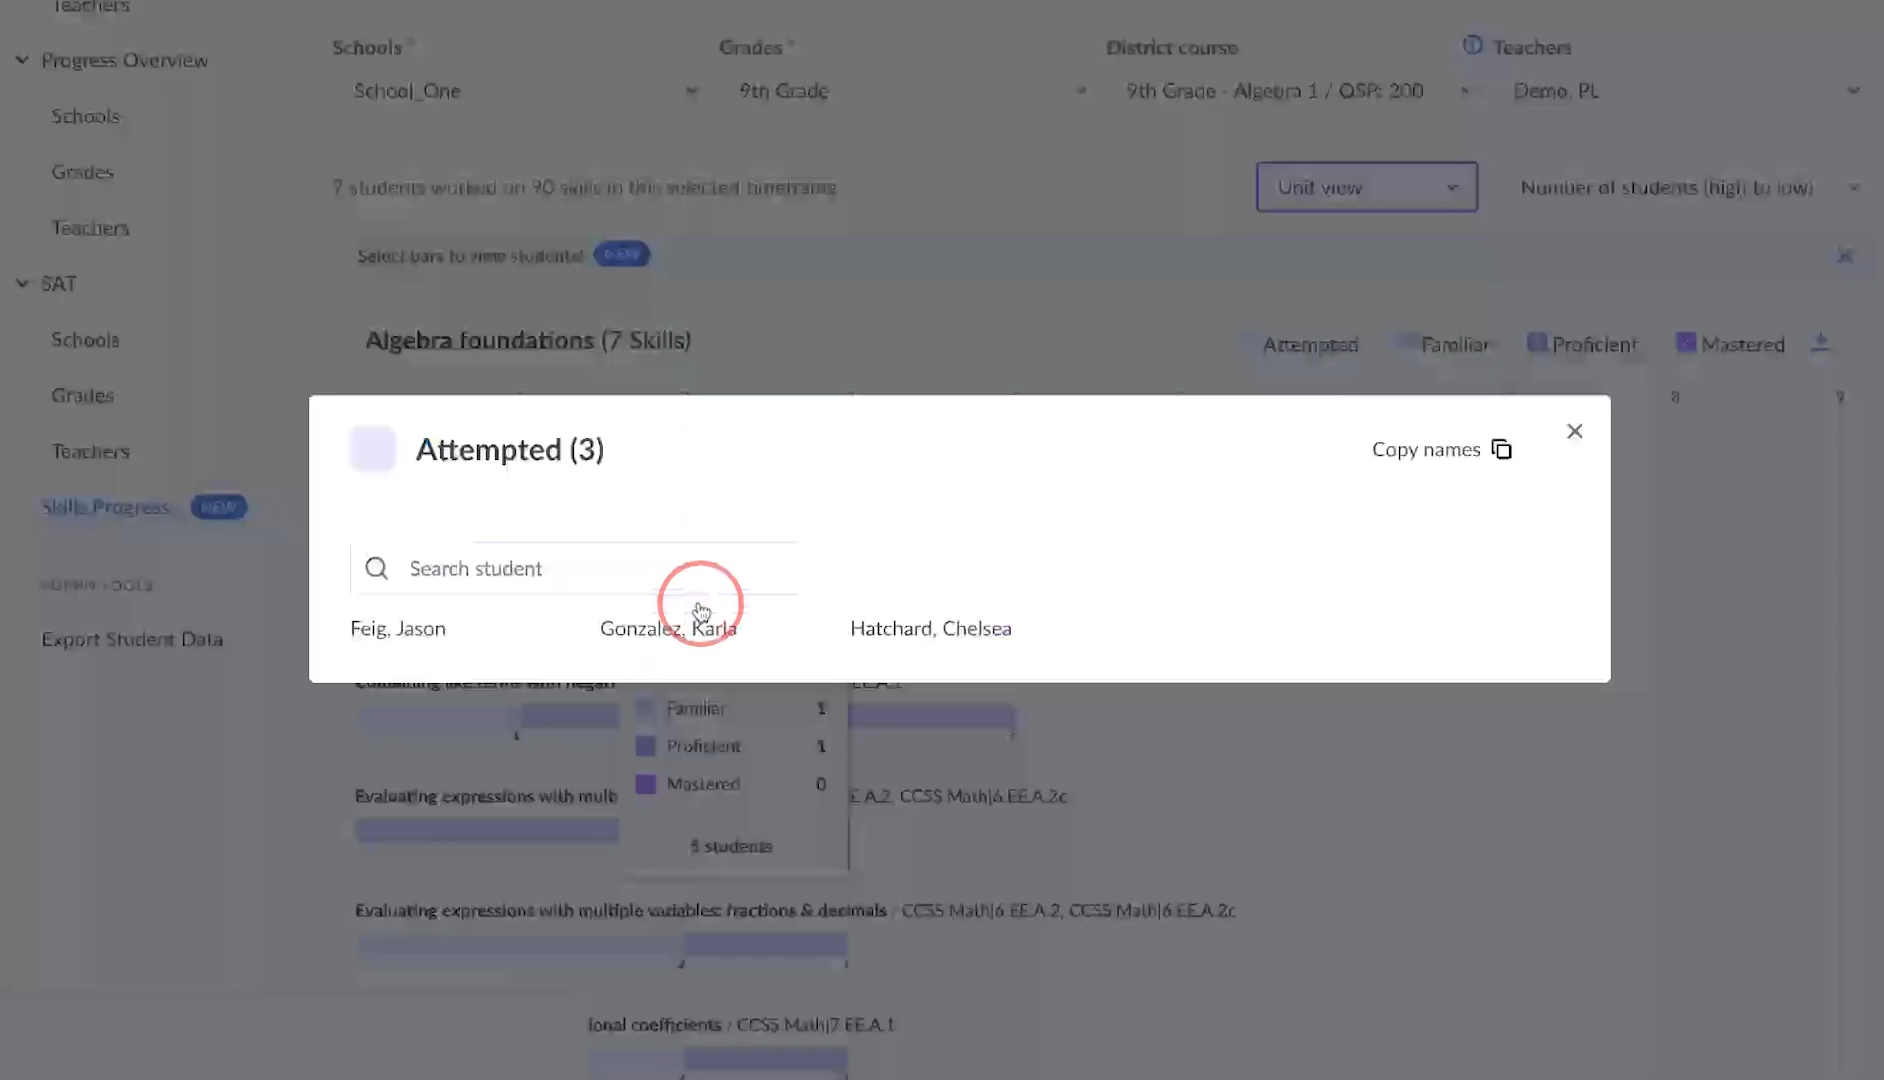 Teachers
Progress Overview
Schools
Grades
Teachers
SAT
Schools
Grades
Teachers
Skills Progress NEW
ADMIN TOOLS
Export Student Data
Schools *
School_One
Grades *
9th Grade
District course
9th Grade - Algebra 1 / QSP: 200
Teachers
Demo, PL
7 students worked on 90 skills in this selected timeframe
Unit view
Number of students (high to low)
Select bars to view students! NEW
Algebra foundations (7 Skills)
Attempted
Familiar
Proficient
Mastered
8
9
Attempted (3)
Copy names
Search student
Feig, Jason
Gonzalez, Karla
Hatchard, Chelsea
Combining like terms with negati
Familiar 1
Proficient 1
Mastered 0
5 students
Evaluating expressions with mult
E.A.2, CCSS Math|6.EE.A.2c
Evaluating expressions with multiple variables: fractions & decimals / CCSS Math|6.EE.A.2, CCSS Math|6.EE.A.2c
ional coefficients / CCSS Math|7.EE.A.1